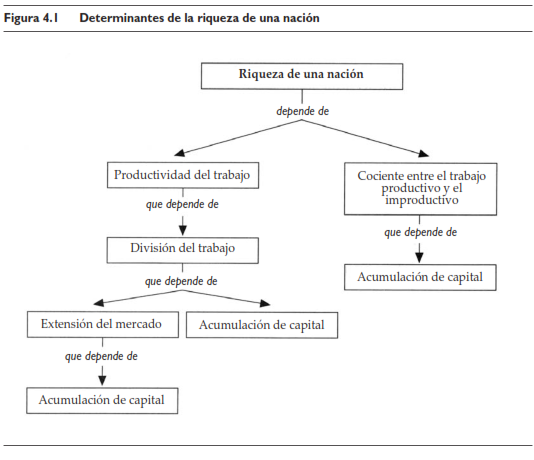 Figura 4.1 Determinantes de la riqueza de una nación
Riqueza de una nación
depende de
Productividad del trabajo
que depende de
División del trabajo
que depende de
Extensión del mercado
que depende de
Acumulación de capital
Acumulación de capital
Cociente entre el trabajo
productivo y el
improductivo
que depende de
Acumulación de capital